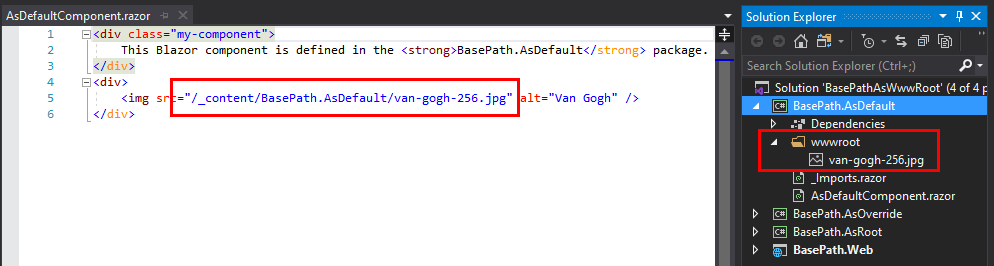 AsDefaultComponent.razor
1 <div class="my-component">
2 This Blazor component is defined in the <strong>BasePath.AsDefault</strong> package.
3 </div>
4 <div>
5 <img src="/_content/BasePath.AsDefault/van-gogh-256.jpg" alt="Van Gogh" />
6 </div>
Solution Explorer
Search Solution Explorer (Ctrl+;)
Solution 'BasePathAsWwwRoot' (4 of 4 p
C# BasePath.AsDefault
Dependencies
wwwroot
van-gogh-256.jpg
_Imports.razor
AsDefaultComponent.razor
C# BasePath.AsOverride
C# BasePath.AsRoot
BasePath.Web